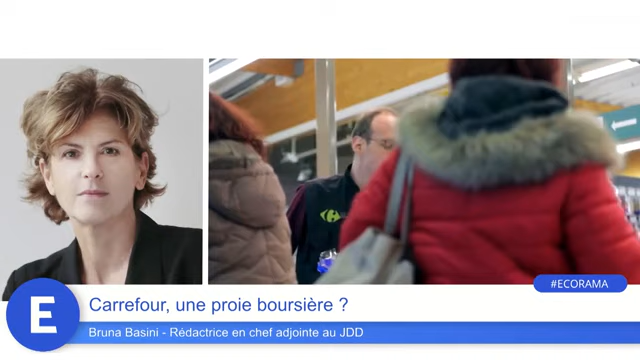 #ECORAMA
E
Carrefour, une proie boursière ?
Bruna Basini - Rédactrice en chef adjointe au JDD